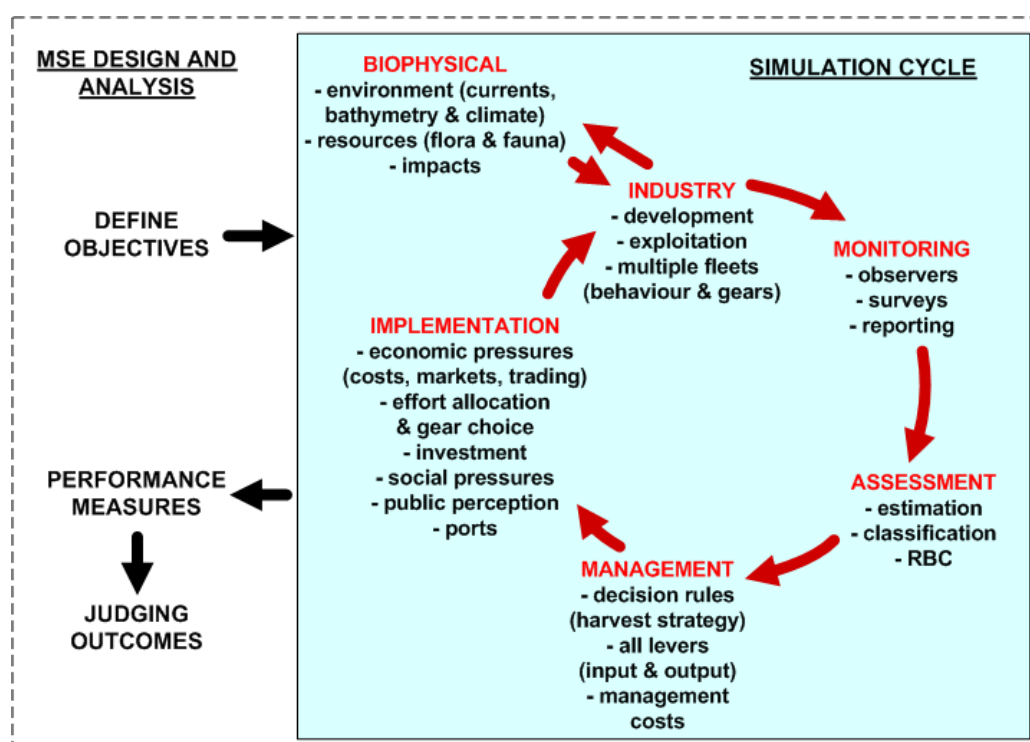 MSE DESIGN AND
ANALYSIS
DEFINE
OBJECTIVES
PERFORMANCE
MEASURES
JUDGING
OUTCOMES
SIMULATION CYCLE
BIOPHYSICAL
- environment (currents,
bathymetry & climate)
- resources (flora & fauna)
- impacts
INDUSTRY
- development
- exploitation
- multiple fleets
(behaviour & gears)
MONITORING
- observers
- surveys
- reporting
ASSESSMENT
- estimation
- classification
- RBC
MANAGEMENT
- decision rules
(harvest strategy)
- all levers
(input & output)
- management
costs
IMPLEMENTATION
- economic pressures
(costs, markets, trading)
- effort allocation
& gear choice
- investment
- social pressures
- public perception
- ports